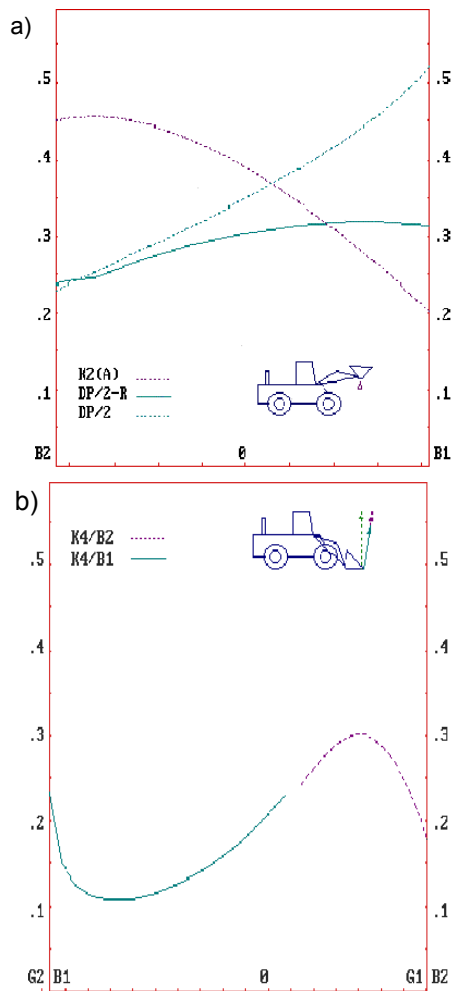 a)
.5 .5
.4 .4
.3 .3
.2 .2
K2(A)
DP/2-R
DP/2
.1 .1
B2 0 B1
b)
K4/B2
K4/B1
.5 .5
.4 .4
.3 .3
.2 .2
.1 .1
G2 B1 0 G1 B2